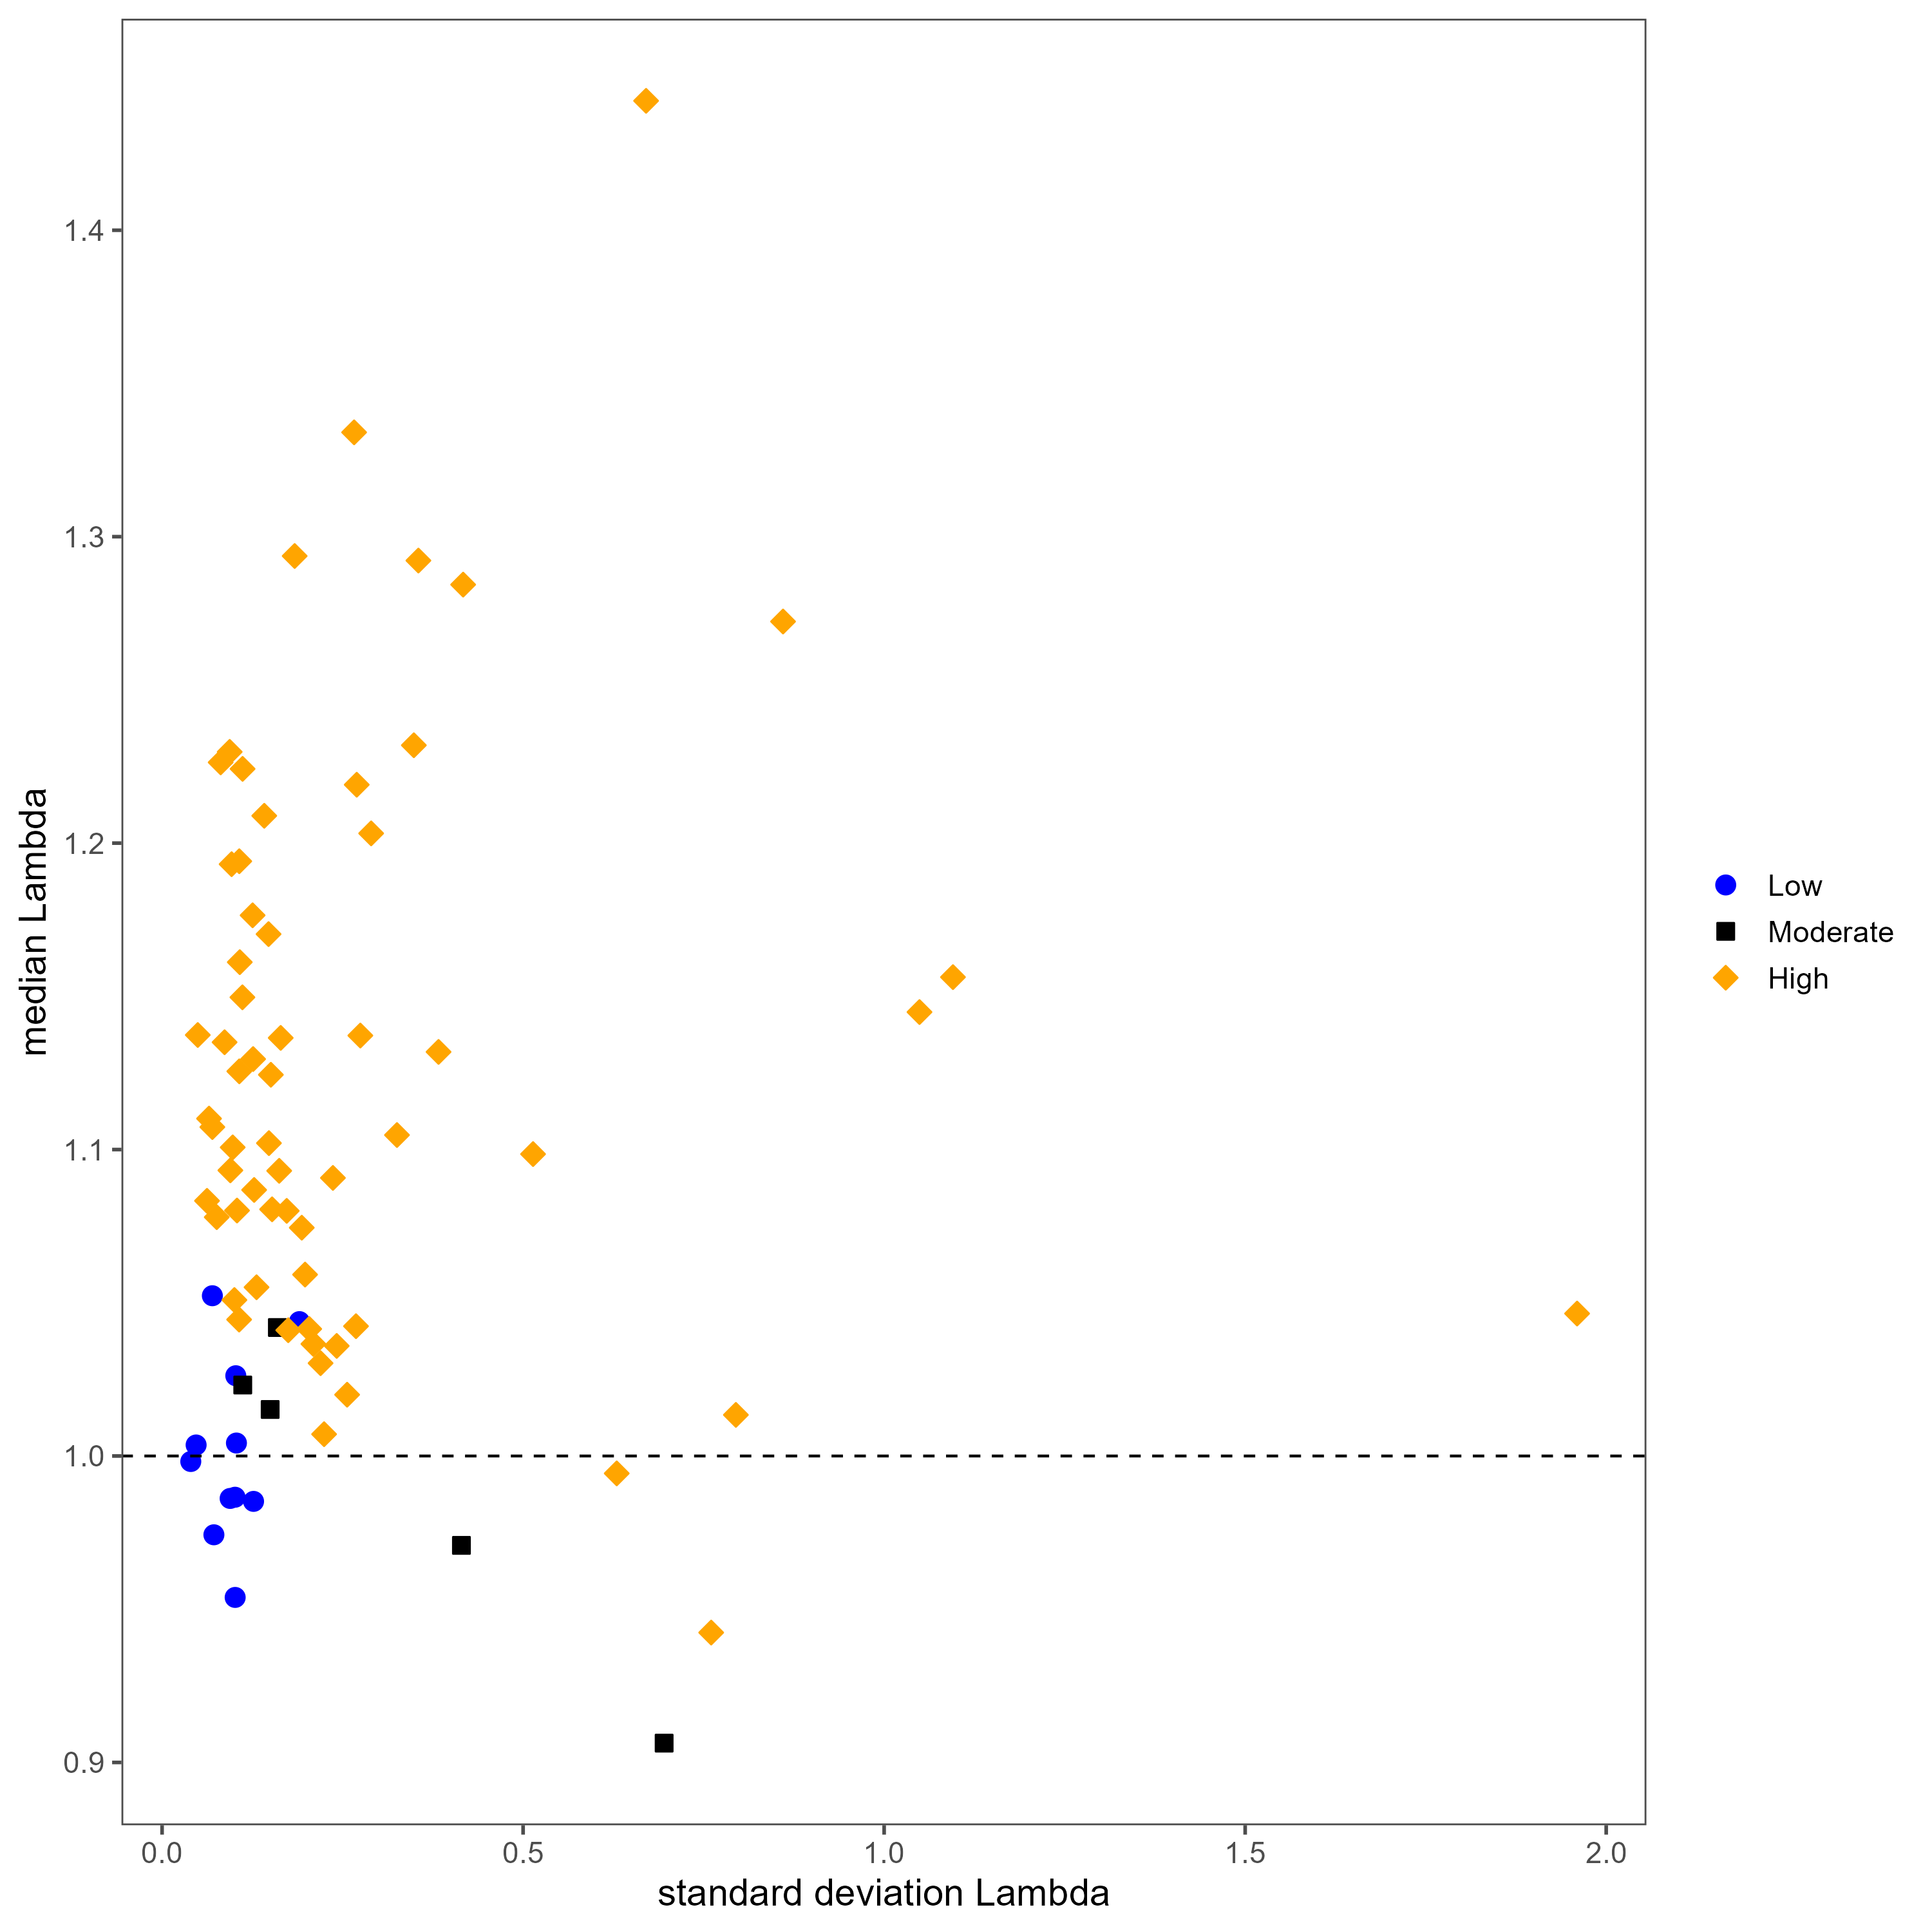 1.4
1.3
1.2
1.1
1.0
0.9
median Lambda
0.0 0.5 1.0 1.5 2.0
standard deviation Lambda
Low
Moderate
High